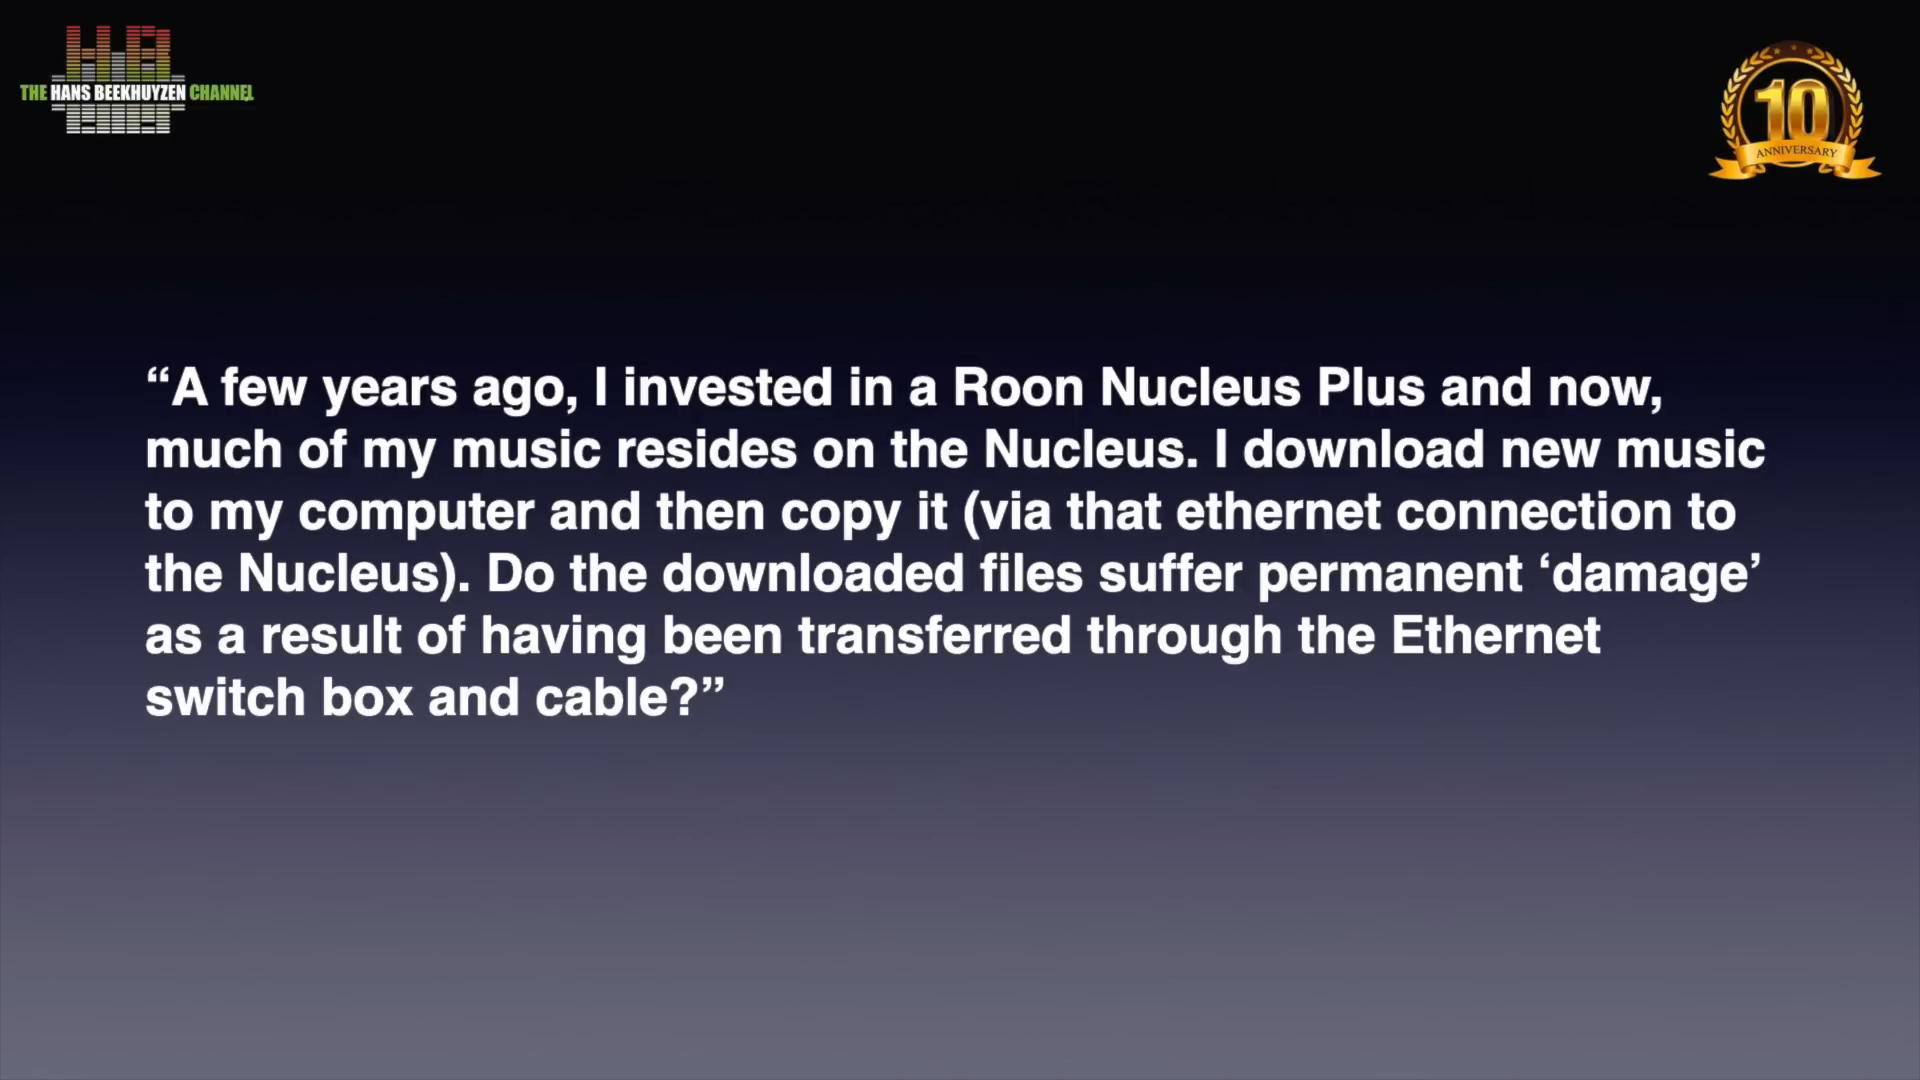 THE HANS BEEKHUYZEN CHANNEL
10
ANNIVERSARY
“A few years ago, I invested in a Roon Nucleus Plus and now,
much of my music resides on the Nucleus. I download new music
to my computer and then copy it (via that ethernet connection to
the Nucleus). Do the downloaded files suffer permanent ‘damage’
as a result of having been transferred through the Ethernet
switch box and cable?”